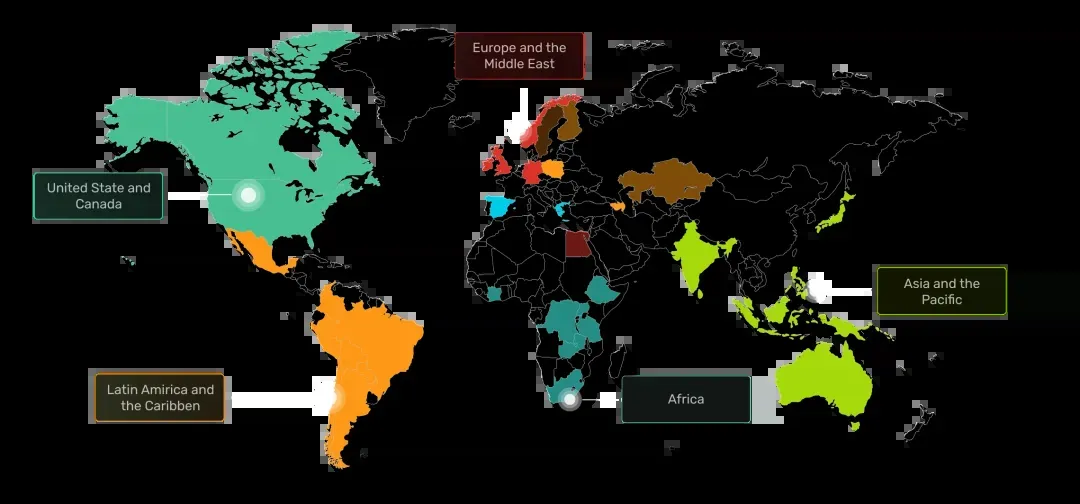 Europe and the
Middle East
United State and
Canada
Asia and the
Pacific
Latin Amirica and
the Caribben
Africa